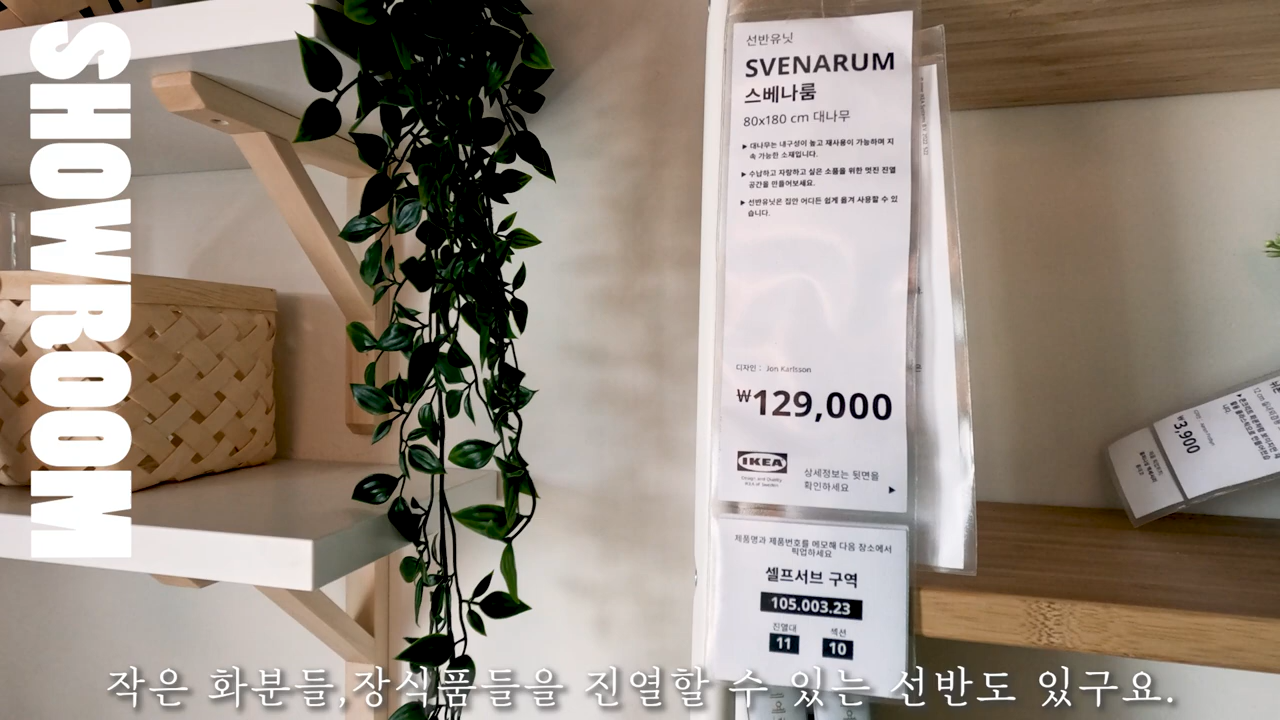 SHOWROOM
선반유닛
SVENARUM
스베나룸
80x180 cm 대나무
▶ 대나무는 내구성이 높고 재사용이 가능하며 지
속 가능한 소재입니다.
▶ 수납하고 자랑하고 싶은 소품을 위한 멋진 진열
공간을 만들어보세요.
▶ 선반유닛은 집안 어디든 쉽게 옮겨 사용할 수 있
습니다.
디자인 : Jon Karlsson
₩129,000
IKEA
Design and Quality
IKEA of Sweden
상세정보는 뒷면을
확인하세요 ▶
제품명과 제품번호를 메모해 다음 장소에서
픽업하세요
셀프서브 구역
105.003.23
진열대 섹션
11 10
₩3,900
작은 화분들,장식품들을 진열할 수 있는 선반도 있구요.